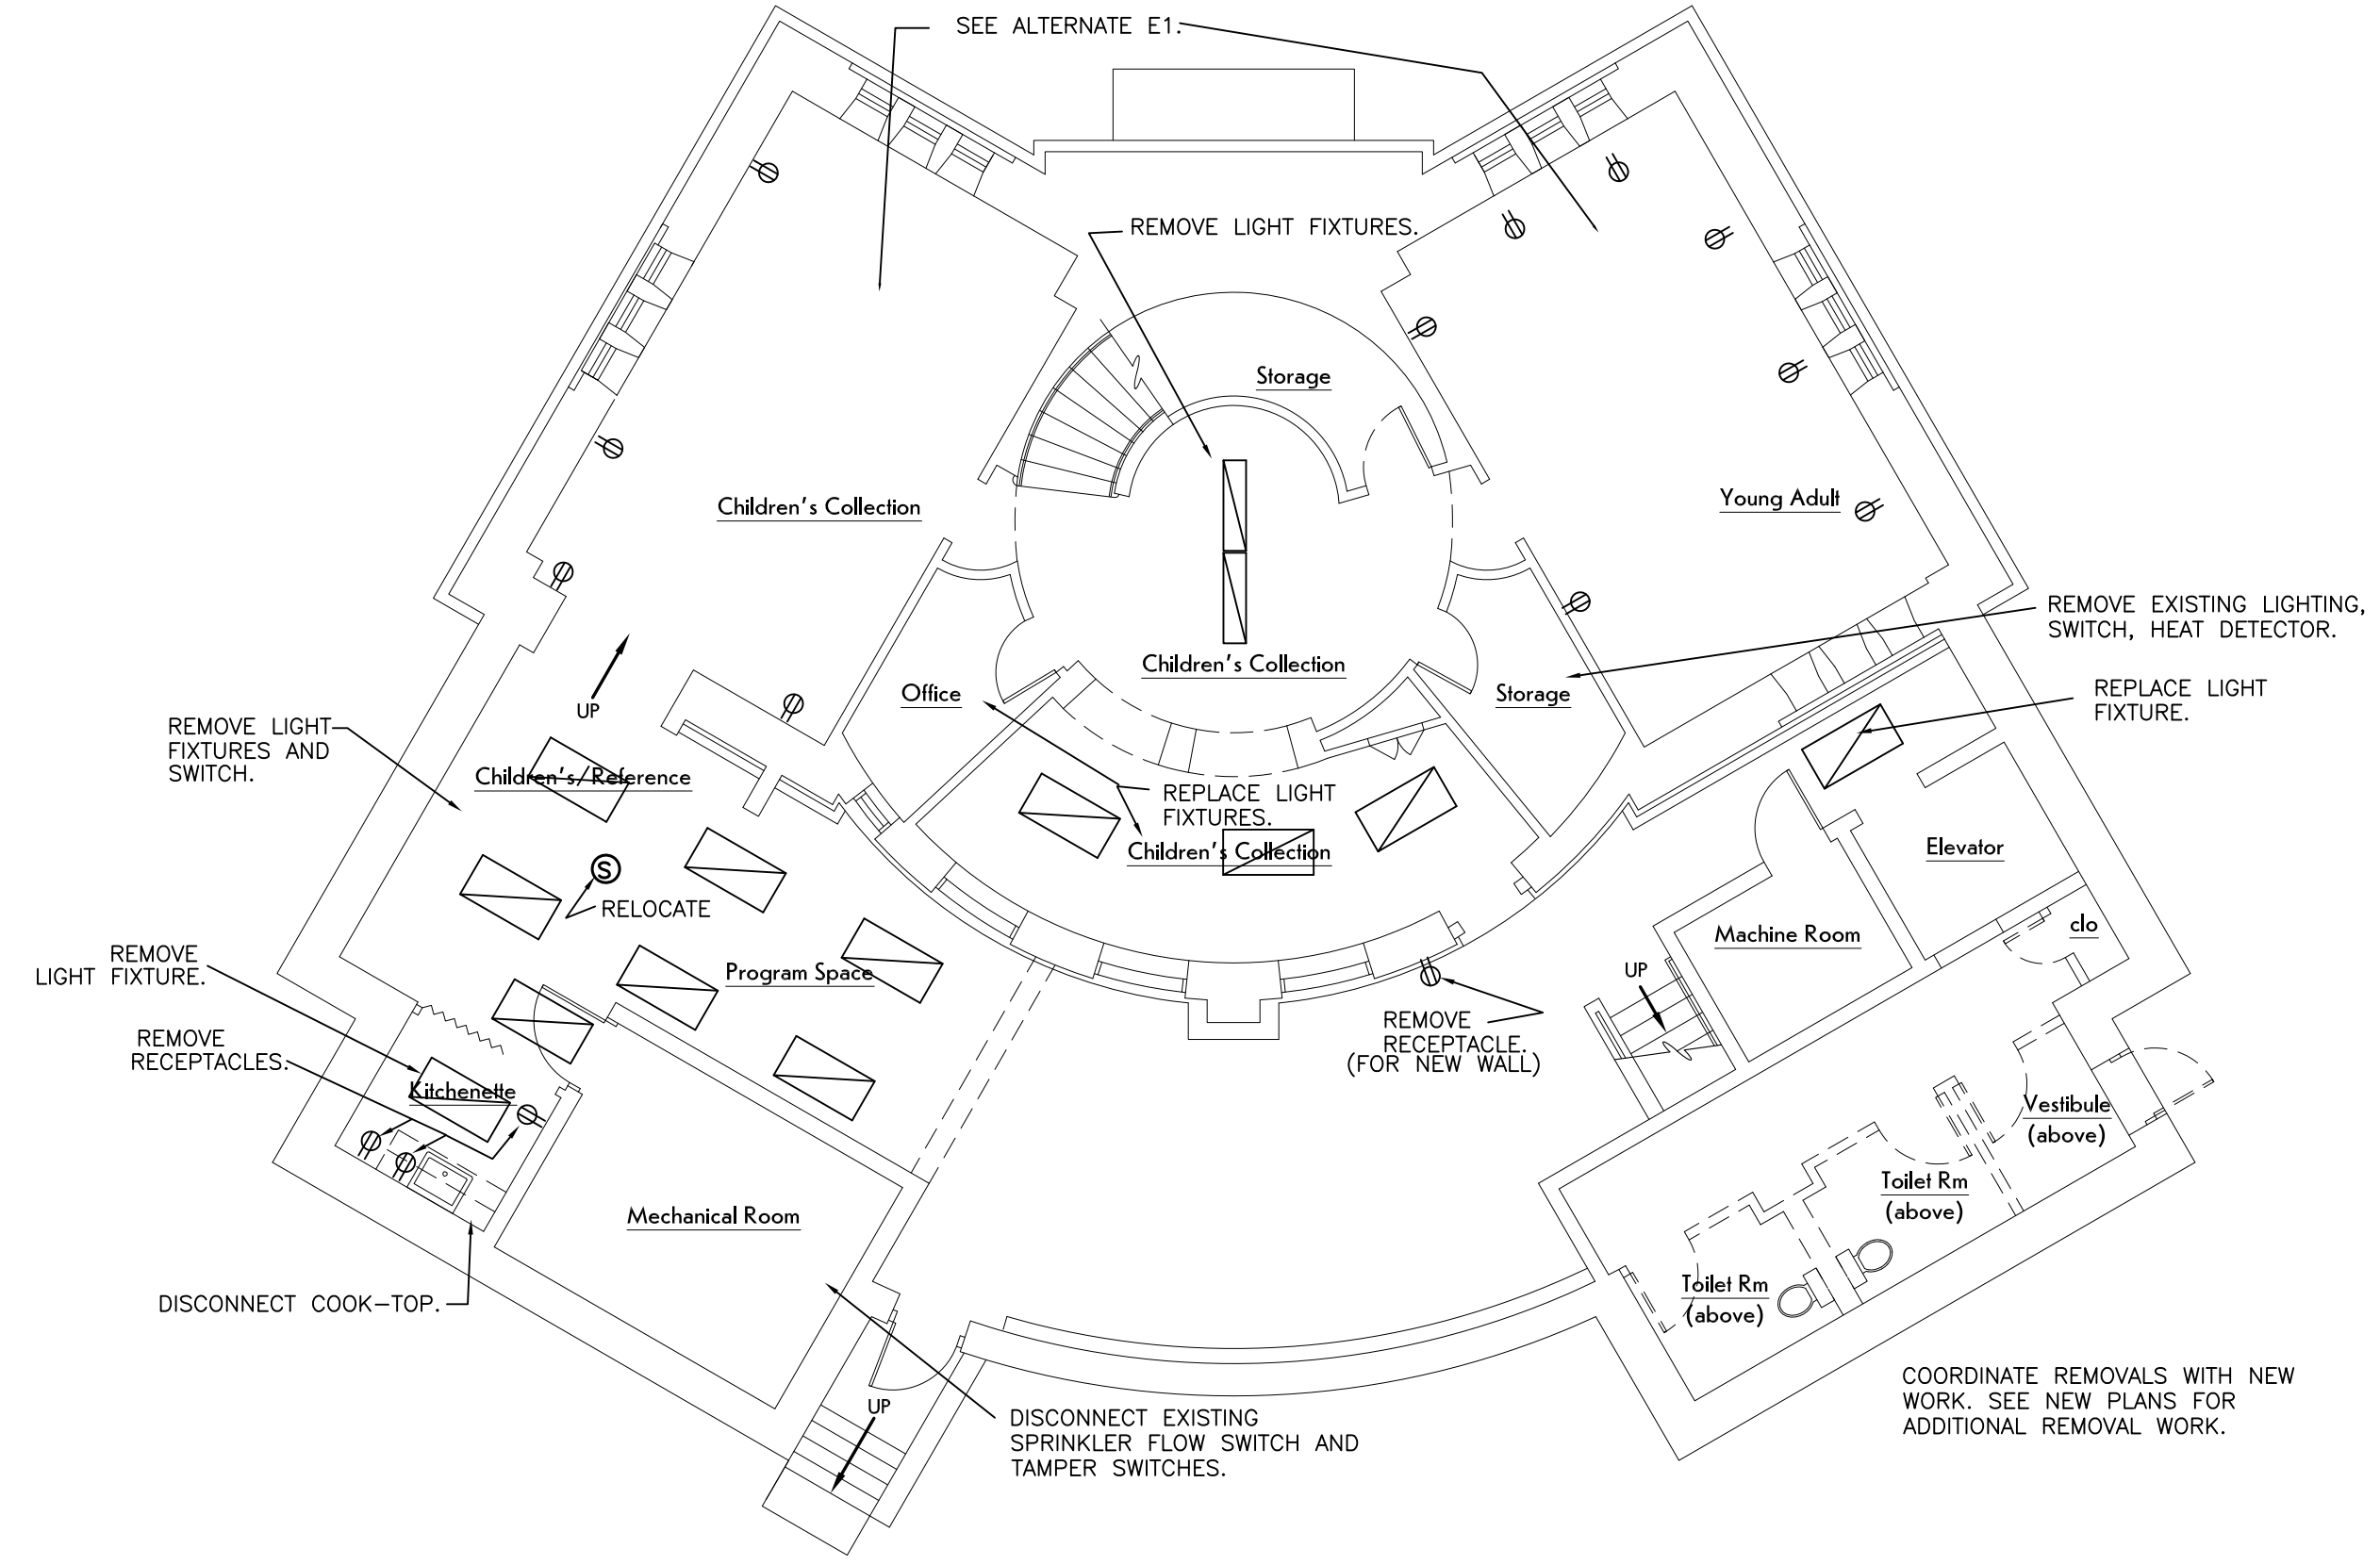 SEE ALTERNATE E1.
REMOVE LIGHT FIXTURES.
Storage
Children's Collection
Young Adult
REMOVE EXISTING LIGHTING,
SWITCH, HEAT DETECTOR.
Children's Collection
Office
Storage
REPLACE LIGHT
FIXTURE.
UP
REMOVE LIGHT
FIXTURES AND
SWITCH.
Children's/Reference
REPLACE LIGHT
FIXTURES.
Children's Collection
Elevator
S
RELOCATE
clo
Machine Room
REMOVE
LIGHT FIXTURE.
Program Space
UP
REMOVE
RECEPTACLE.
(FOR NEW WALL)
REMOVE
RECEPTACLES.
Kitchenette
Vestibule
(above)
Toilet Rm
(above)
Mechanical Room
Toilet Rm
(above)
DISCONNECT COOK-TOP.
UP
DISCONNECT EXISTING
SPRINKLER FLOW SWITCH AND
TAMPER SWITCHES.
COORDINATE REMOVALS WITH NEW
WORK. SEE NEW PLANS FOR
ADDITIONAL REMOVAL WORK.